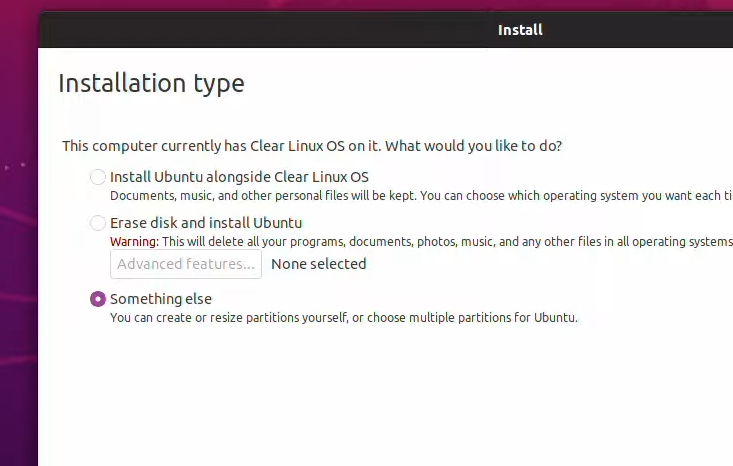 Install
Installation type
This computer currently has Clear Linux OS on it. What would you like to do?
Install Ubuntu alongside Clear Linux OS
Documents, music, and other personal files will be kept. You can choose which operating system you want each ti
Erase disk and install Ubuntu
Warning: This will delete all your programs, documents, photos, music, and any other files in all operating systems
Advanced features...  None selected
Something else
You can create or resize partitions yourself, or choose multiple partitions for Ubuntu.